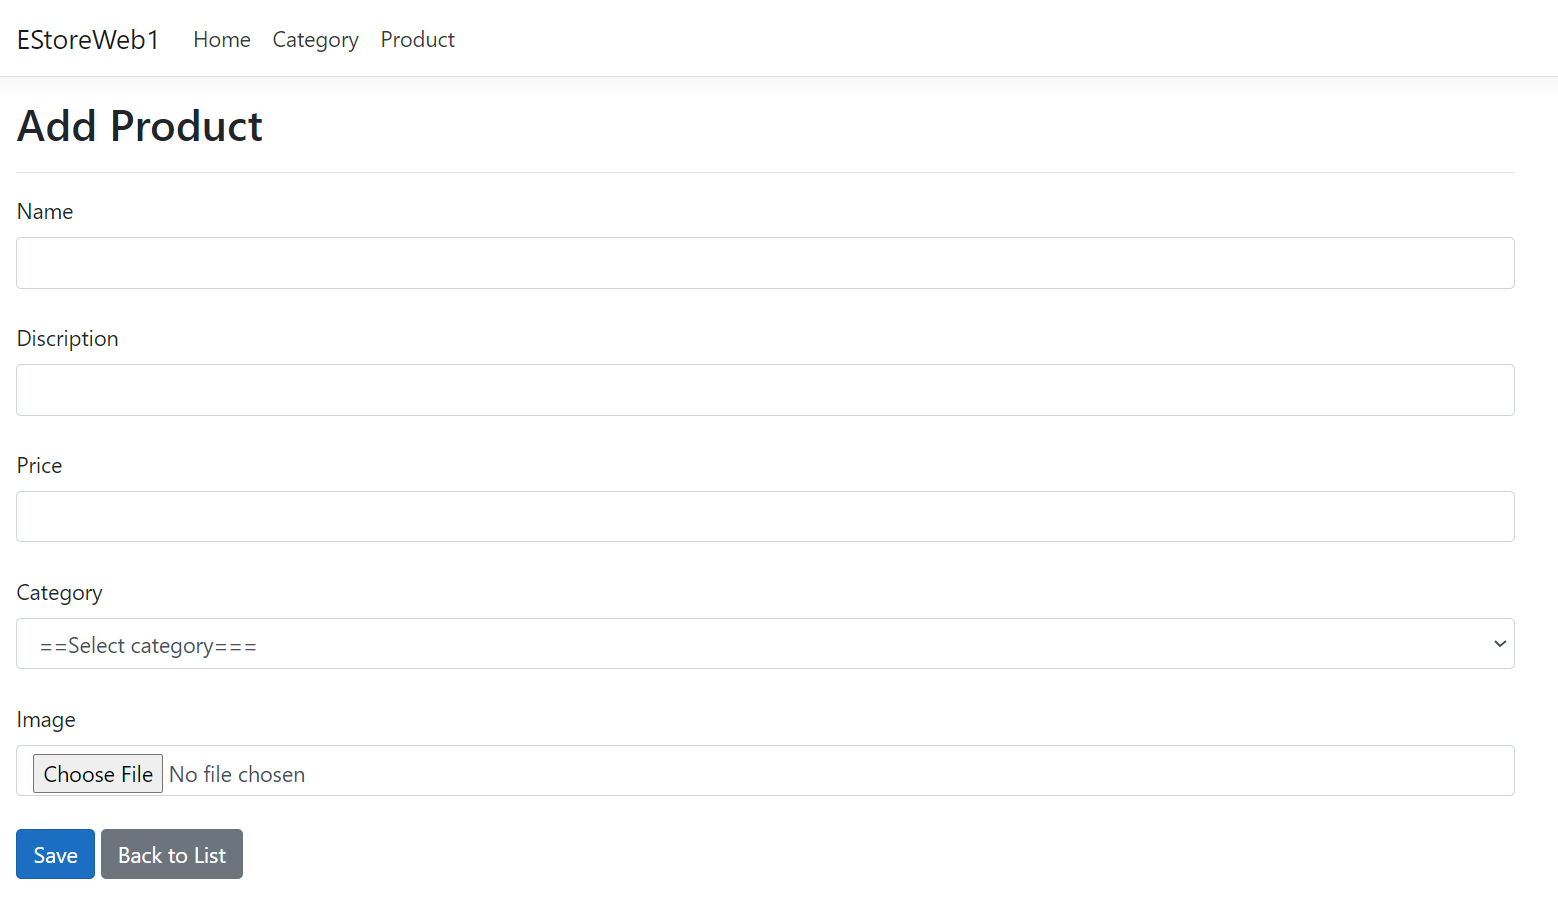 EStoreWeb1 Home Category Product
Add Product
Name
Discription
Price
Category
==Select category===
Image
Choose File No file chosen
Save Back to List